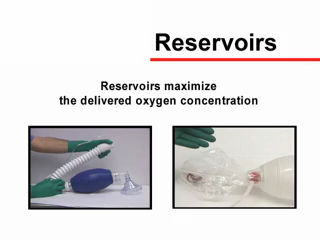 Reservoirs
Reservoirs maximize
the delivered oxygen concentration